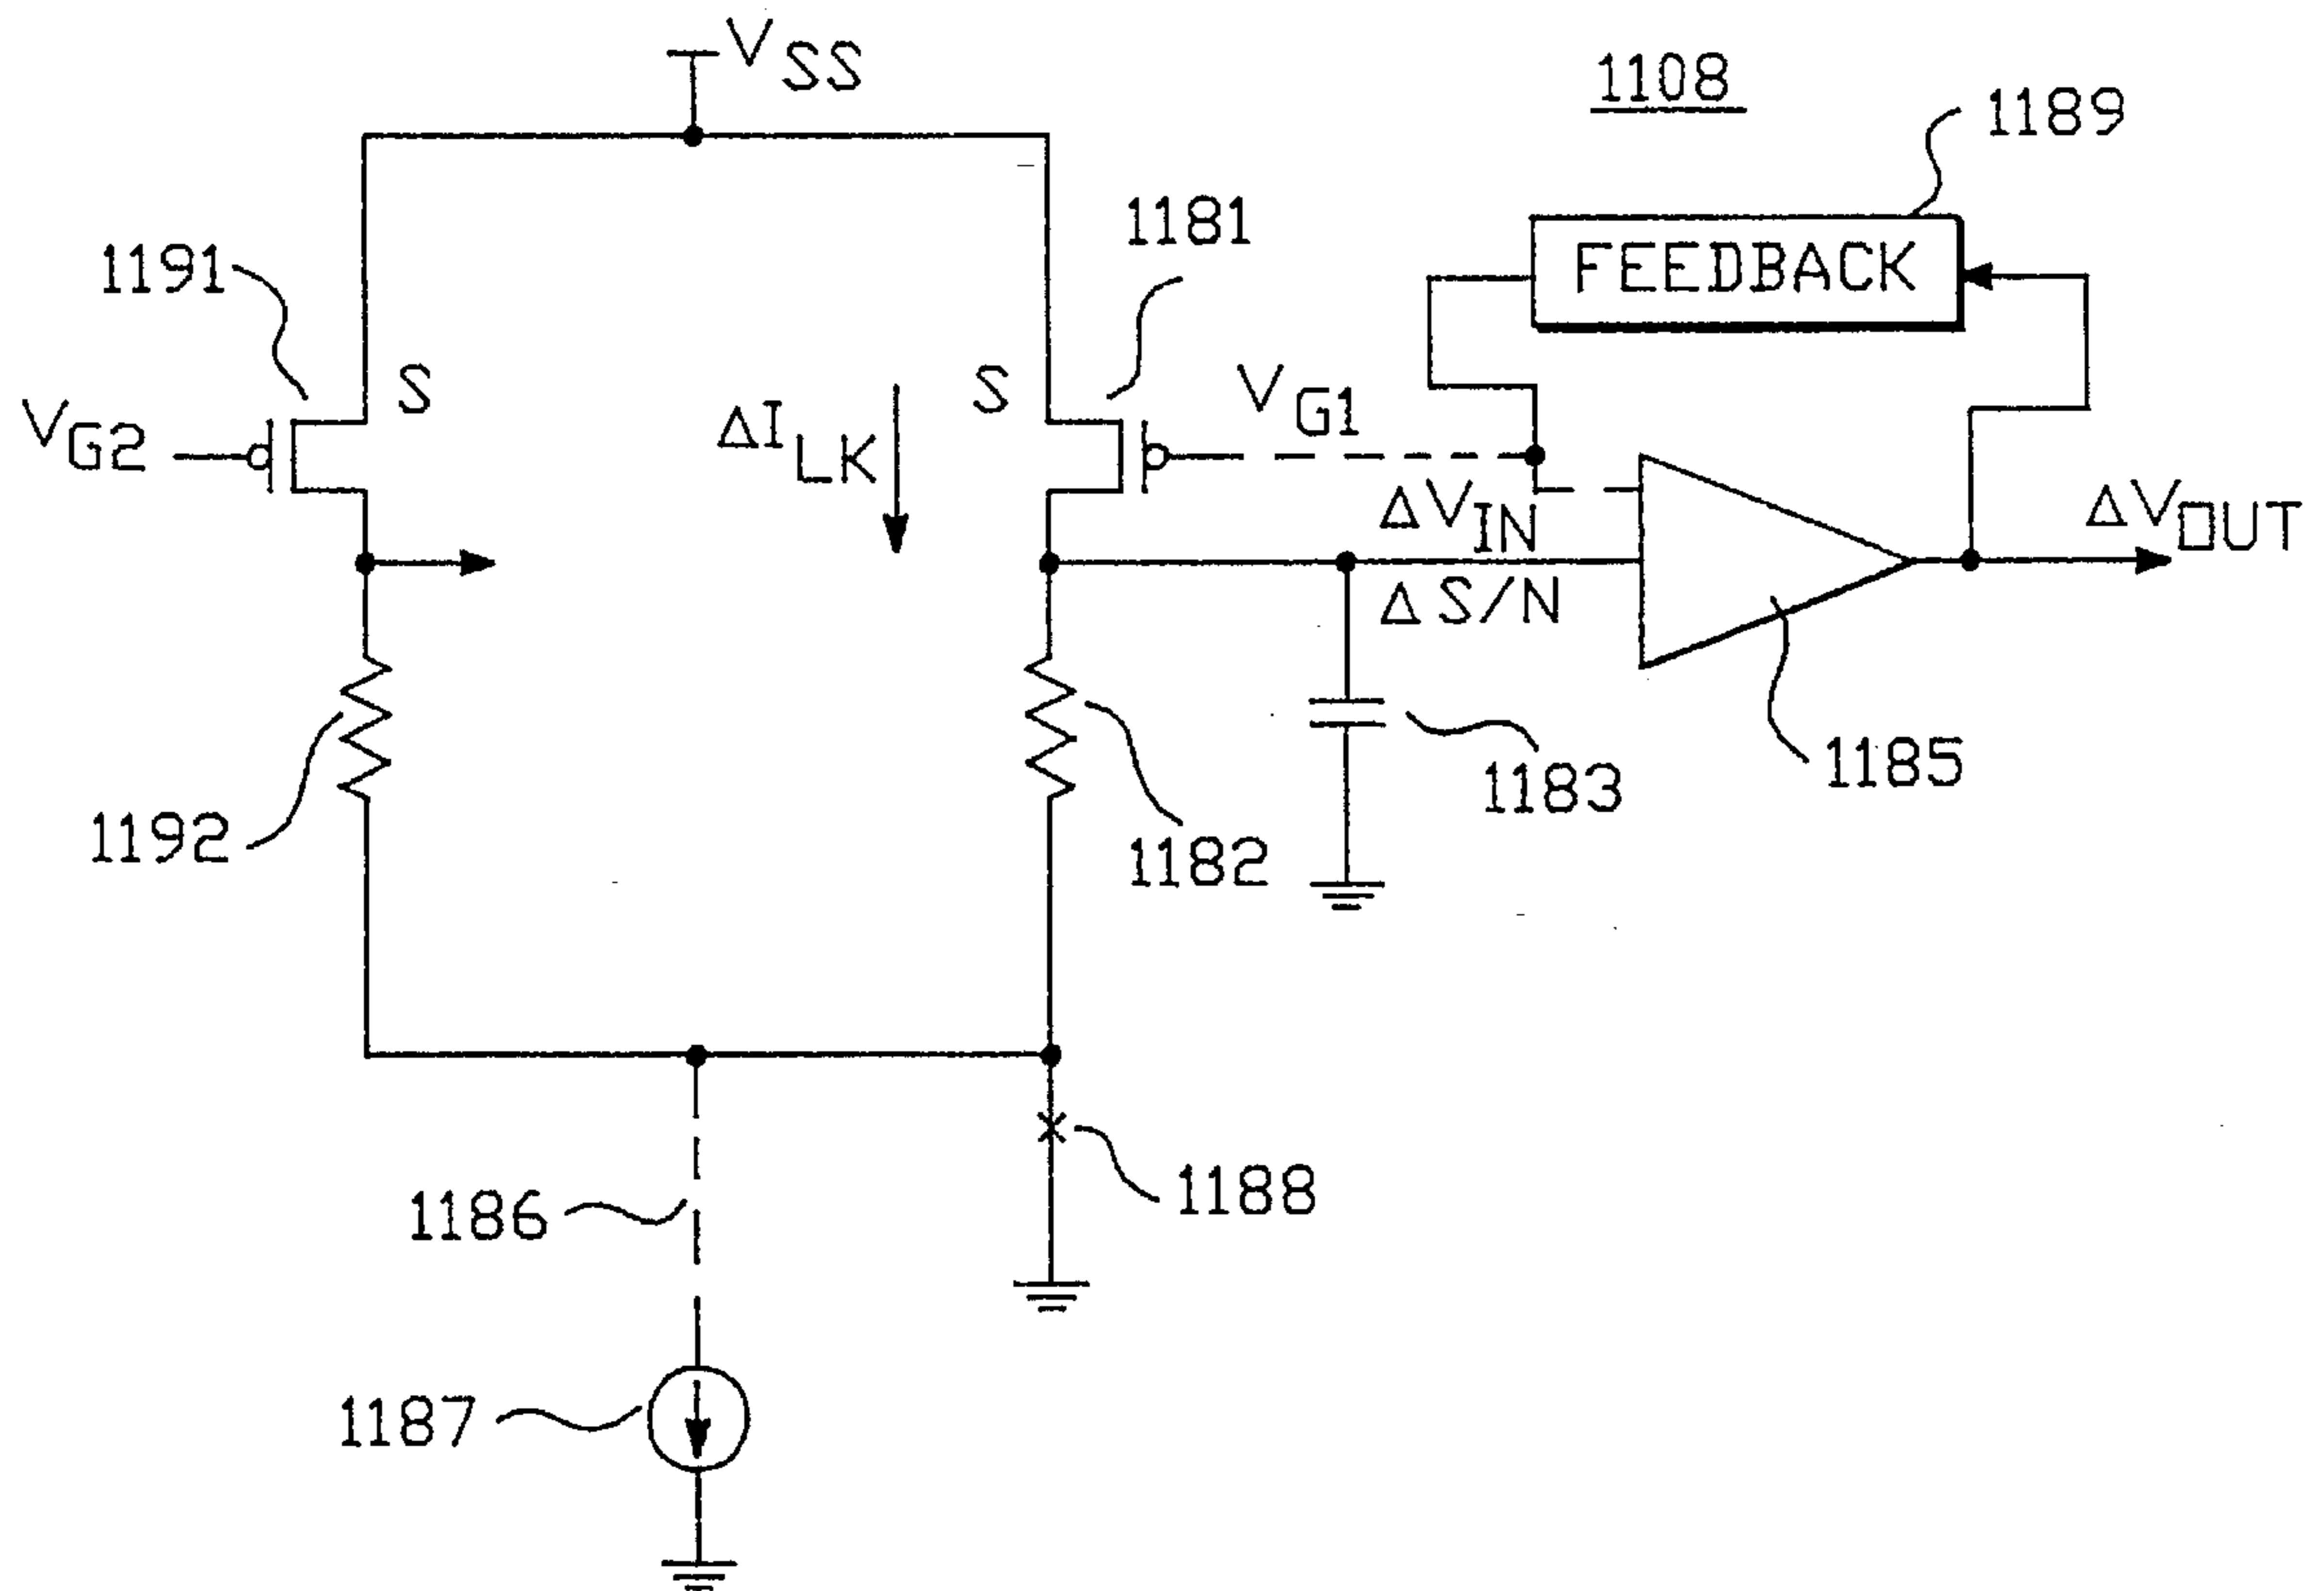 VSS
1108
1189
1181
1191
FEEDBACK
S
S
VG1
VG2
ΔILK
ΔVIN
ΔVOUT
ΔS/N
1185
1183
1192
1182
1188
1186
1187